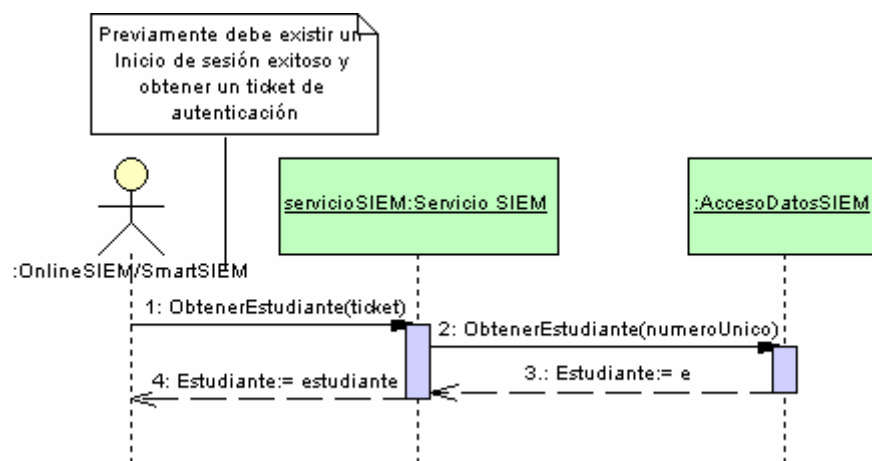 Previamente debe existir un
Inicio de sesión exitoso y
obtener un ticket de
autenticación
servicioSIEM:Servicio SIEM
:AccesoDatosSIEM
:OnlineSIEM/SmartSIEM
1: ObtenerEstudiante(ticket)
2: ObtenerEstudiante(numeroUnico)
3.: Estudiante:= e
4: Estudiante:= estudiante